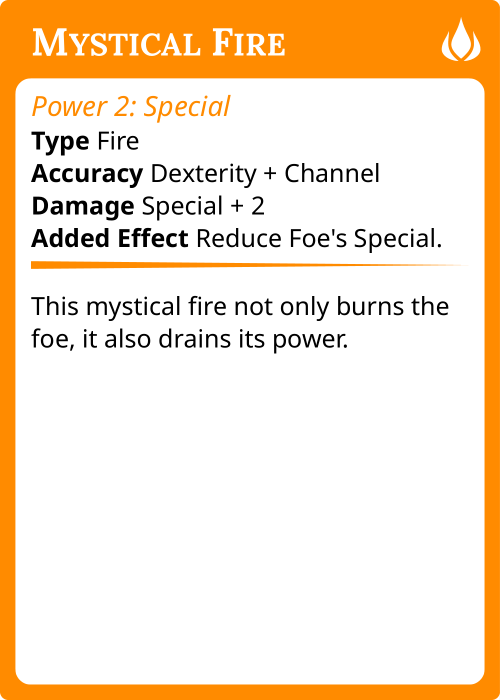 Mystical Fire
Power 2: Special
Type Fire
Accuracy Dexterity + Channel
Damage Special + 2
Added Effect Reduce Foe's Special.
This mystical fire not only burns the
foe, it also drains its power.